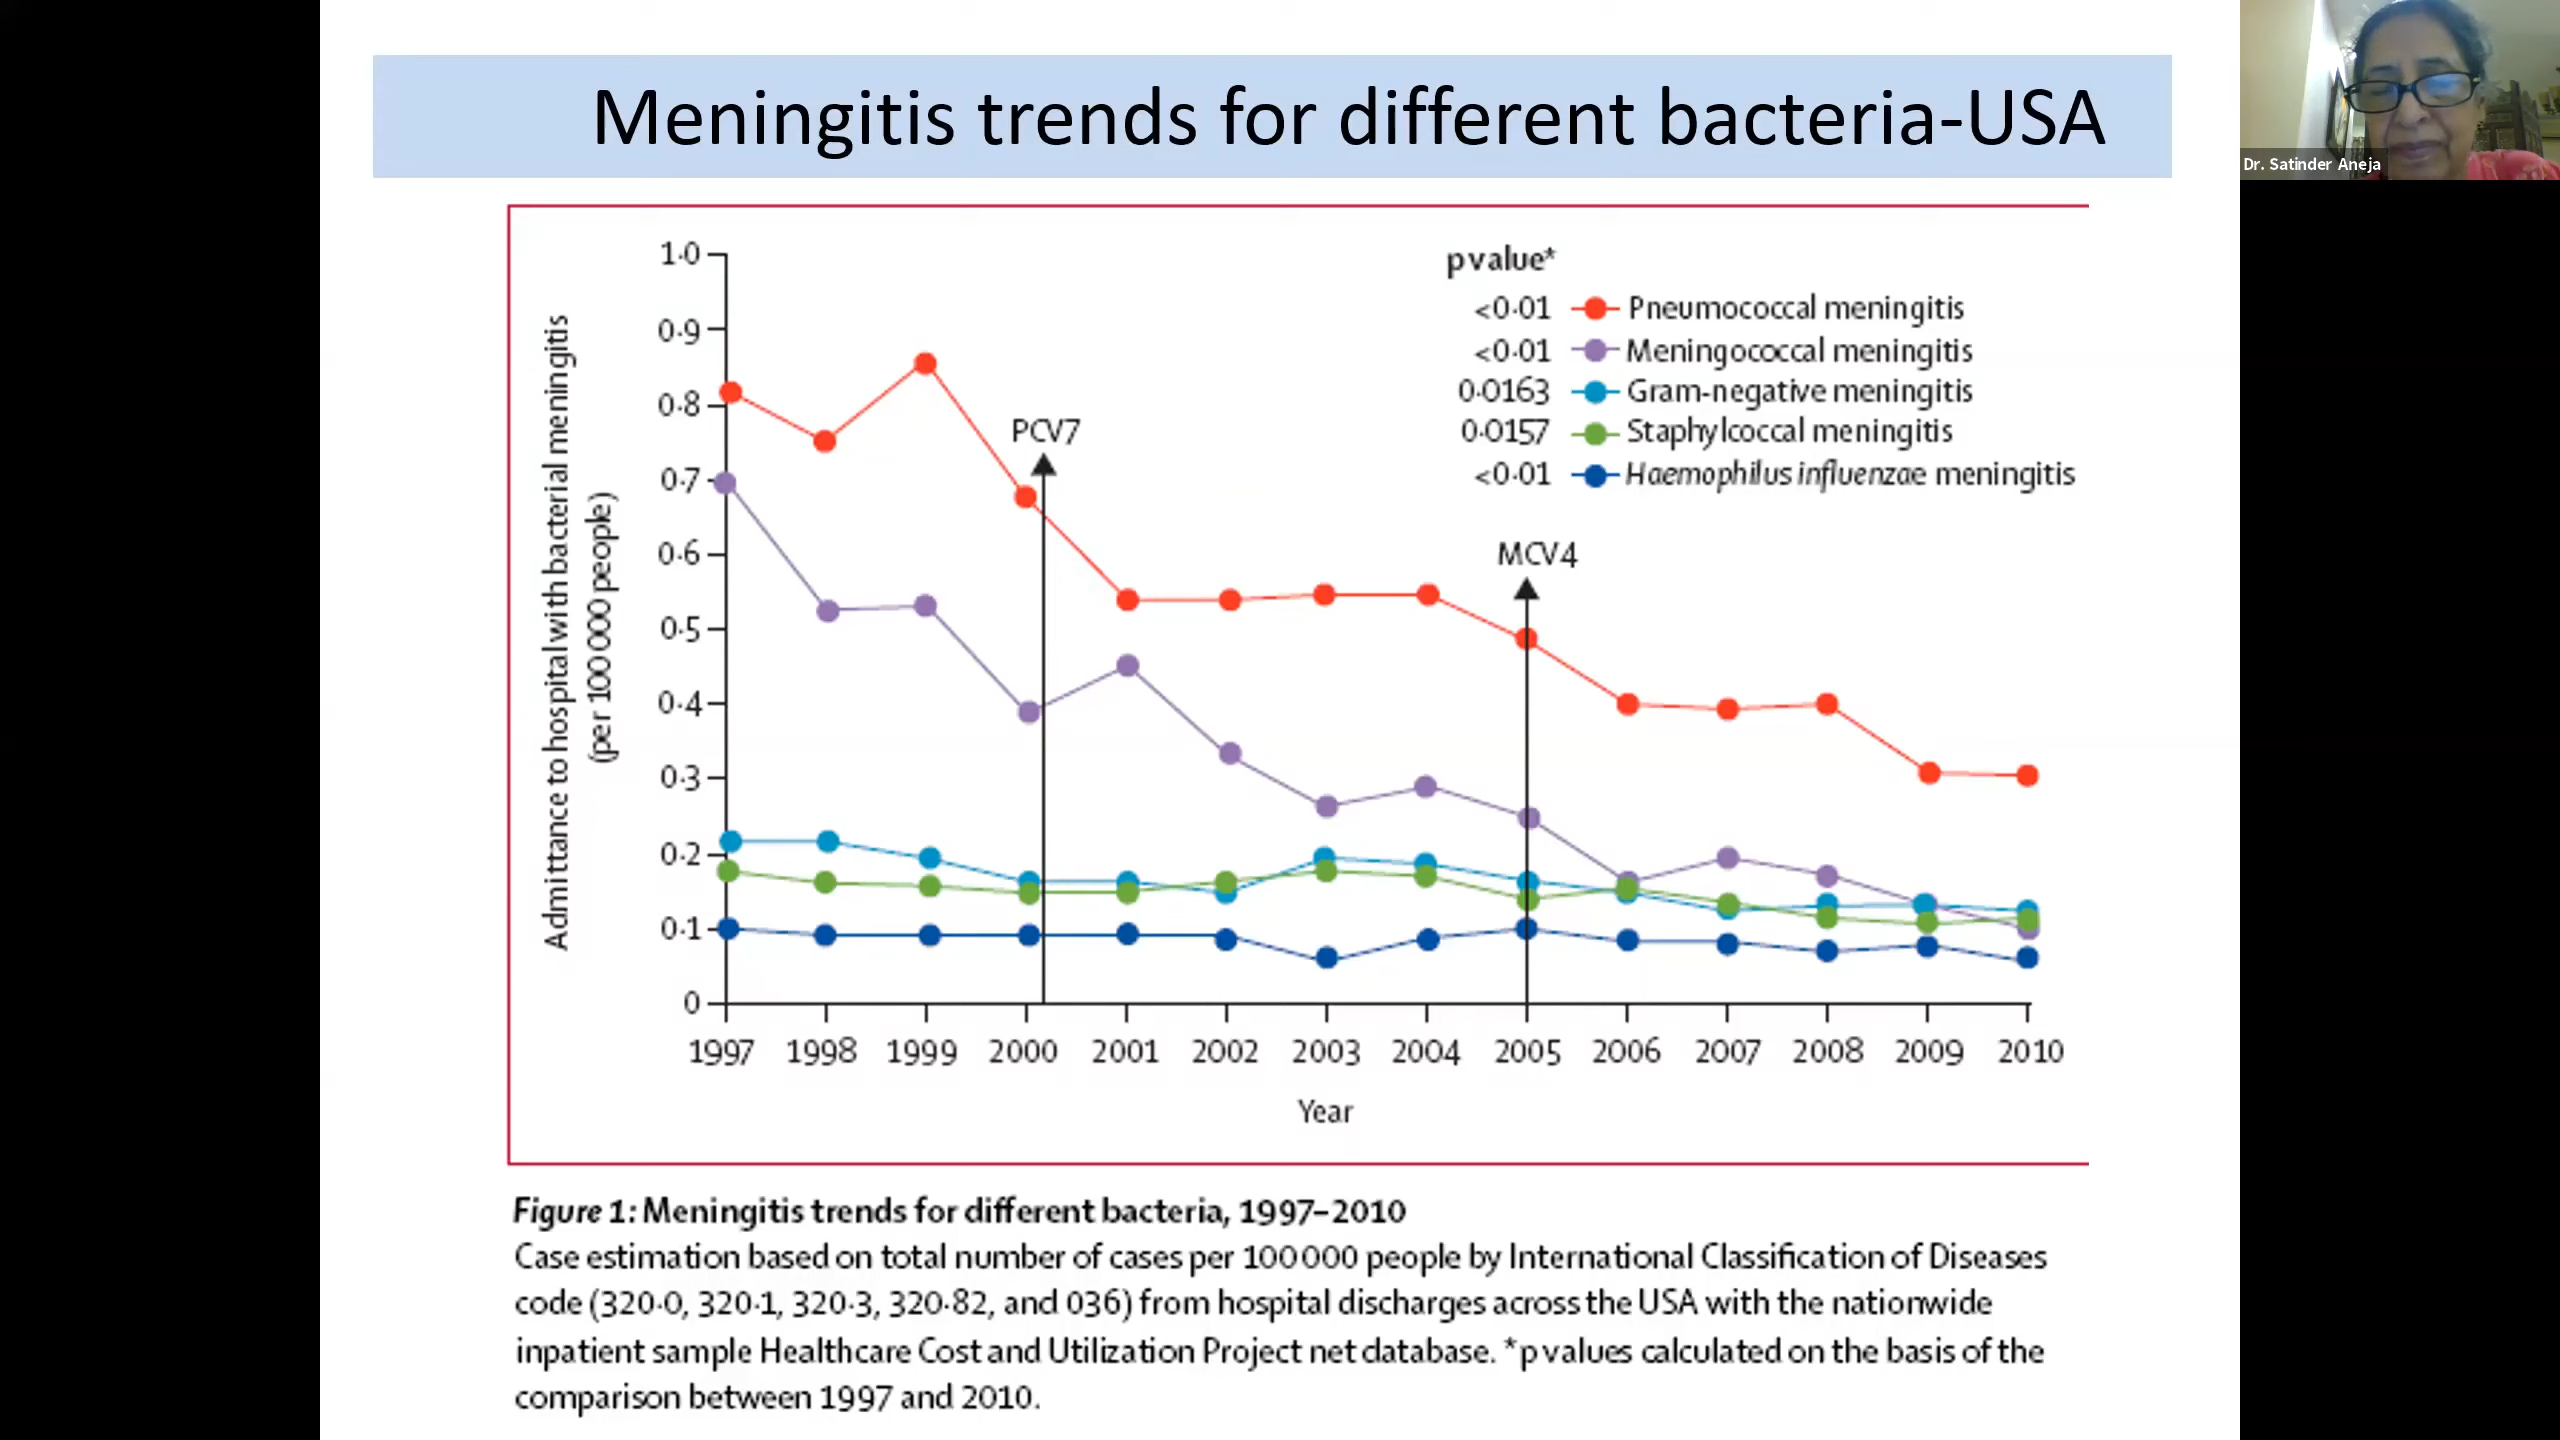 Meningitis trends for different bacteria-USA
Dr. Satinder Aneja
Admittance to hospital with bacterial meningitis
(per 100 000 people)
1·0
0·9
0·8
0·7
0·6
0·5
0·4
0·3
0·2
0·1
0
p value*
<0·01 Pneumococcal meningitis
<0·01 Meningococcal meningitis
0·0163 Gram-negative meningitis
0·0157 Staphylcoccal meningitis
<0·01 Haemophilus influenzae meningitis
PCV7
MCV4
1997 1998 1999 2000 2001 2002 2003 2004 2005 2006 2007 2008 2009 2010
Year
Figure 1: Meningitis trends for different bacteria, 1997–2010
Case estimation based on total number of cases per 100 000 people by International Classification of Diseases
code (320·0, 320·1, 320·3, 320·82, and 036) from hospital discharges across the USA with the nationwide
inpatient sample Healthcare Cost and Utilization Project net database. *p values calculated on the basis of the
comparison between 1997 and 2010.